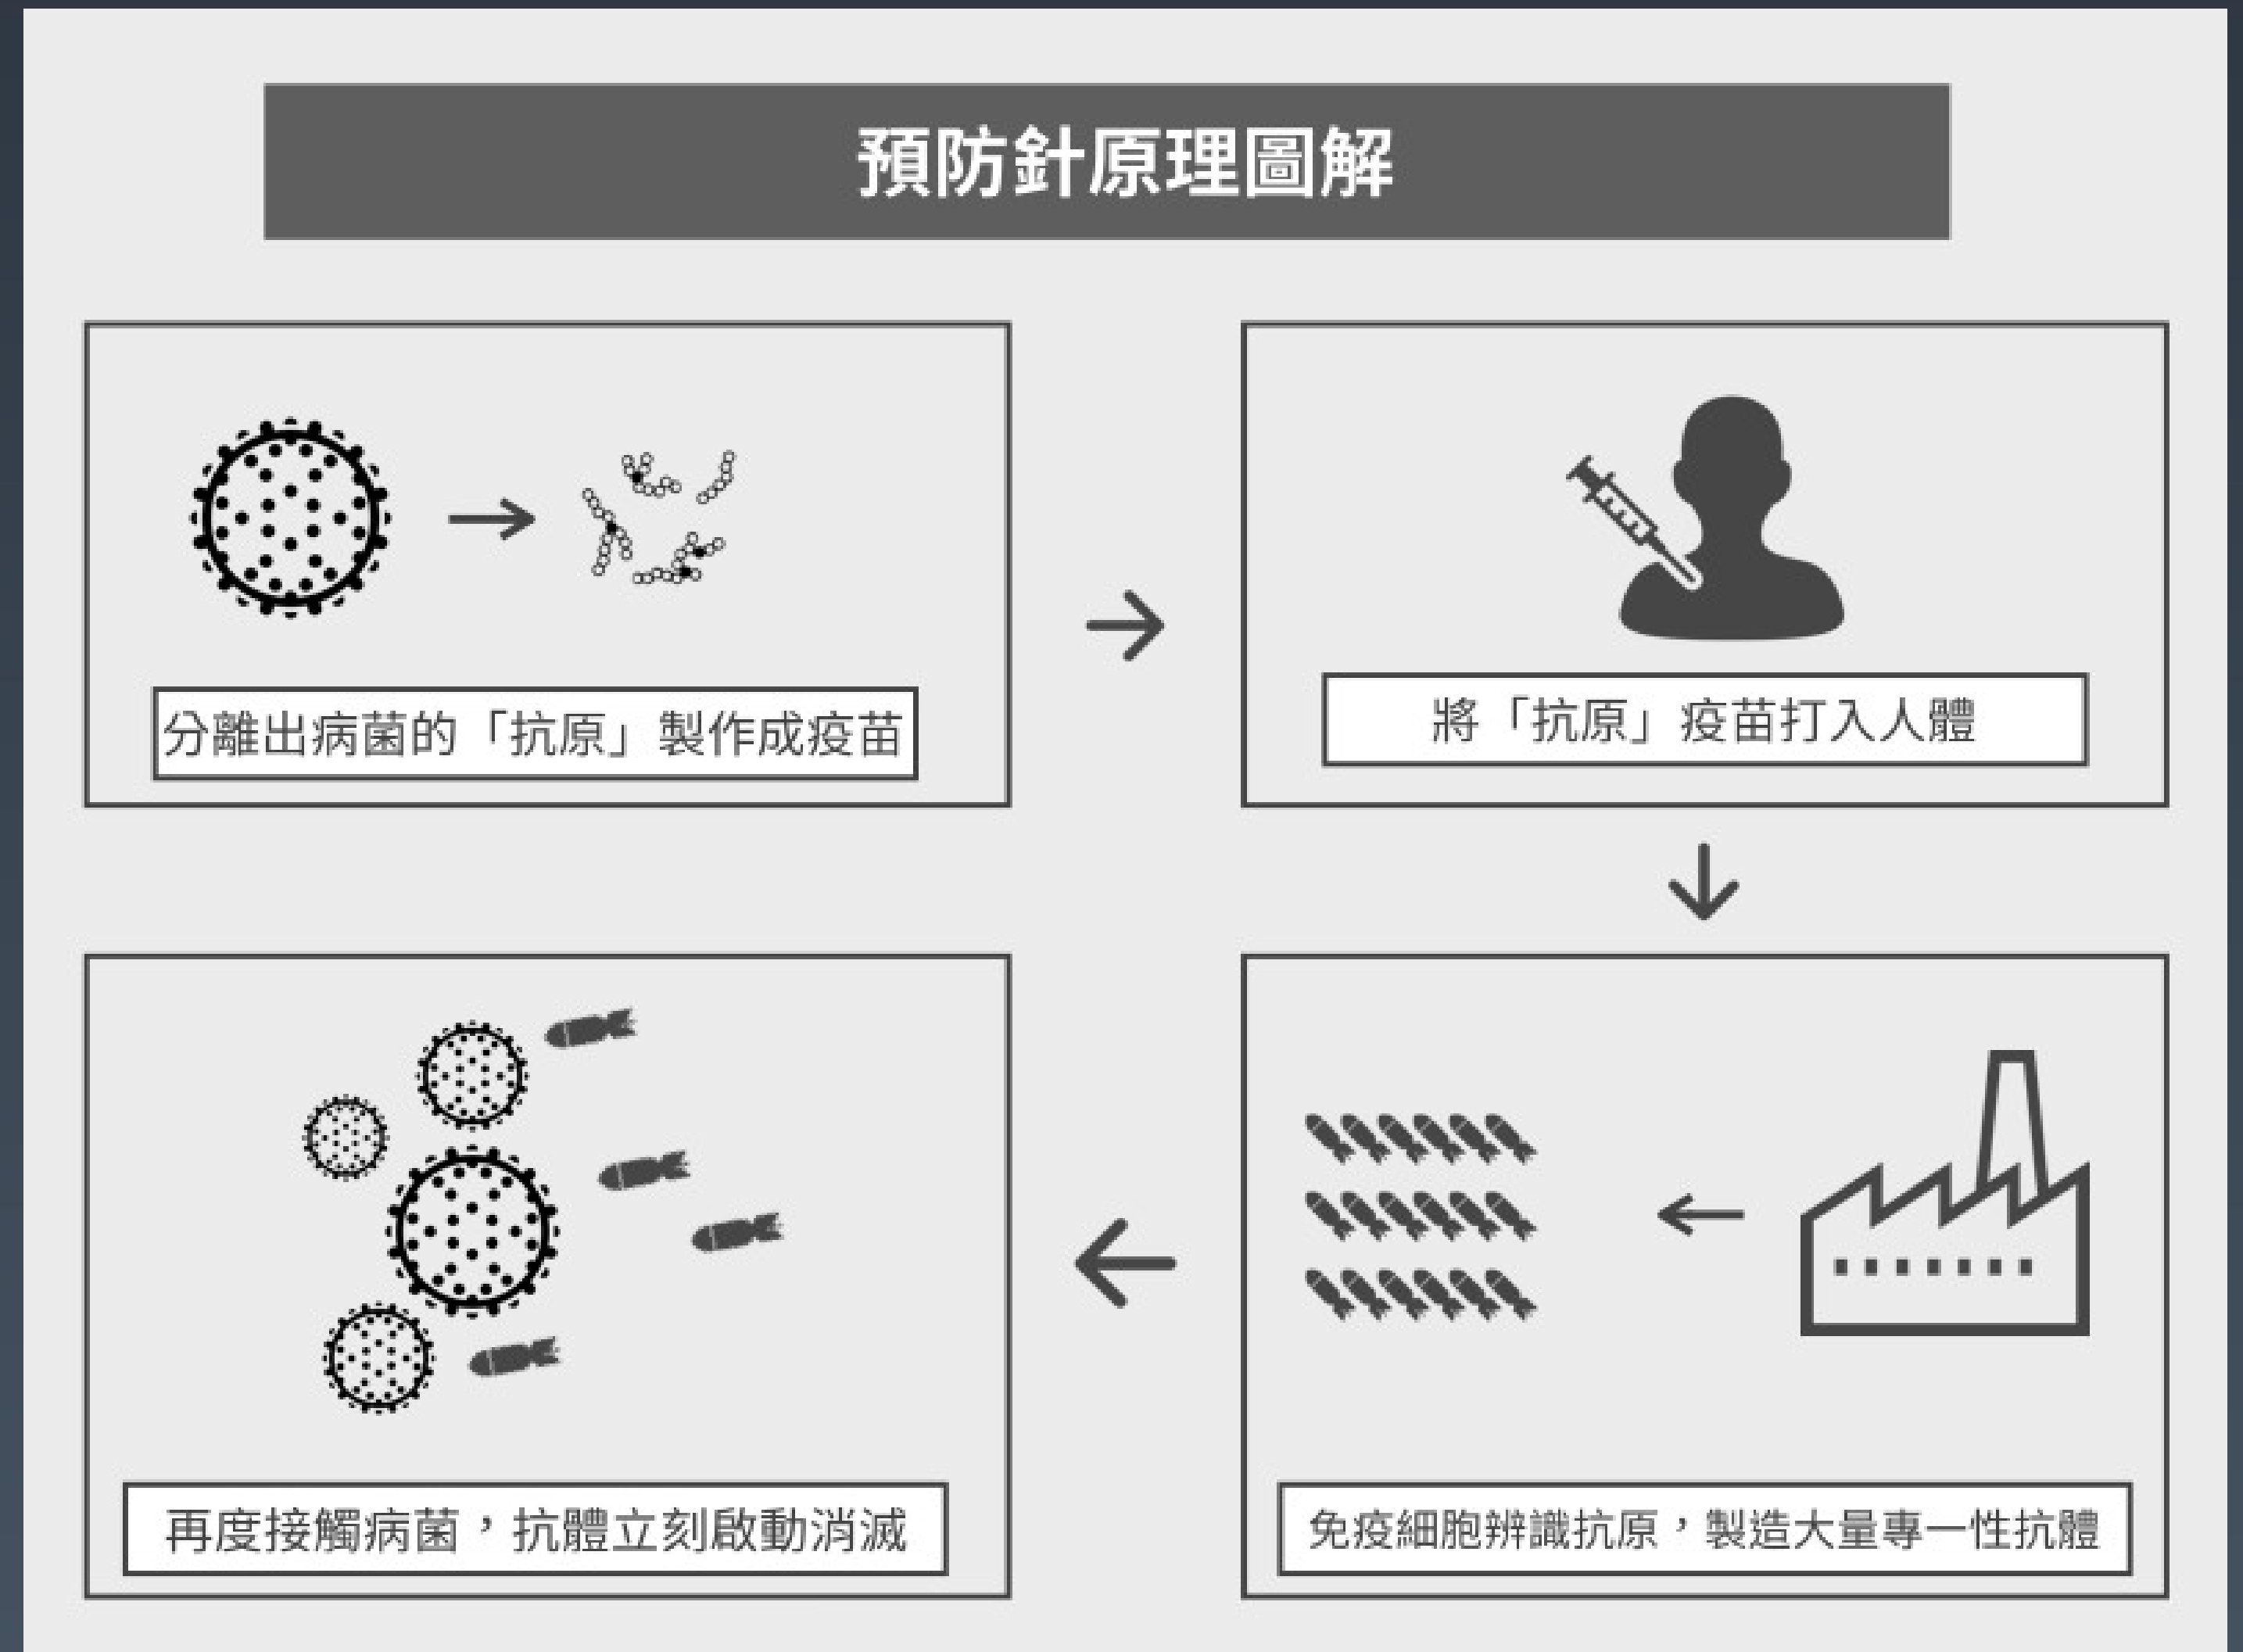 預防針原理圖解
分離出病菌的「抗原」製作成疫苗
將「抗原」疫苗打入人體
免疫細胞辨識抗原，製造大量專一性抗體
再度接觸病菌，抗體立刻啟動消滅